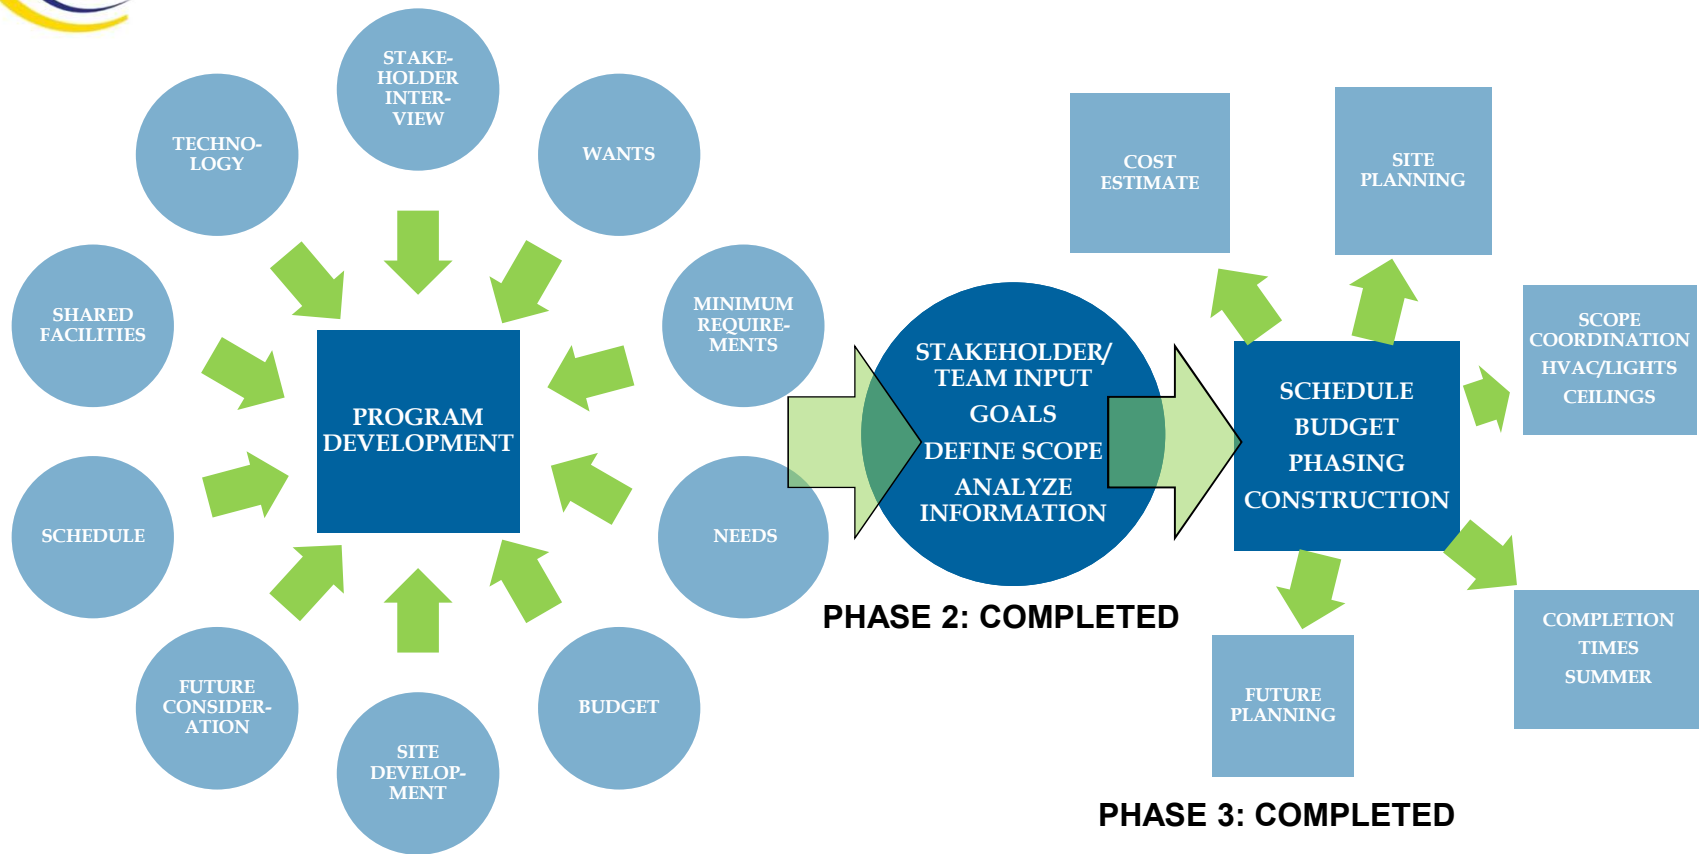 STAKE-
HOLDER
INTER-
VIEW
TECHNO-
LOGY
WANTS
SHARED
FACILITIES
MINIMUM
REQUIRE-
MENTS
PROGRAM
DEVELOPMENT
SCHEDULE
NEEDS
FUTURE
CONSIDER-
ATION
SITE
DEVELOP-
MENT
BUDGET
STAKEHOLDER/
TEAM INPUT
GOALS
DEFINE SCOPE
ANALYZE
INFORMATION
PHASE 2: COMPLETED
COST
ESTIMATE
SITE
PLANNING
SCOPE
COORDINATION
HVAC/LIGHTS
CEILINGS
SCHEDULE
BUDGET
PHASING
CONSTRUCTION
COMPLETION
TIMES
SUMMER
FUTURE
PLANNING
PHASE 3: COMPLETED